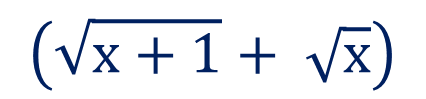 (√x + 1 + √x)